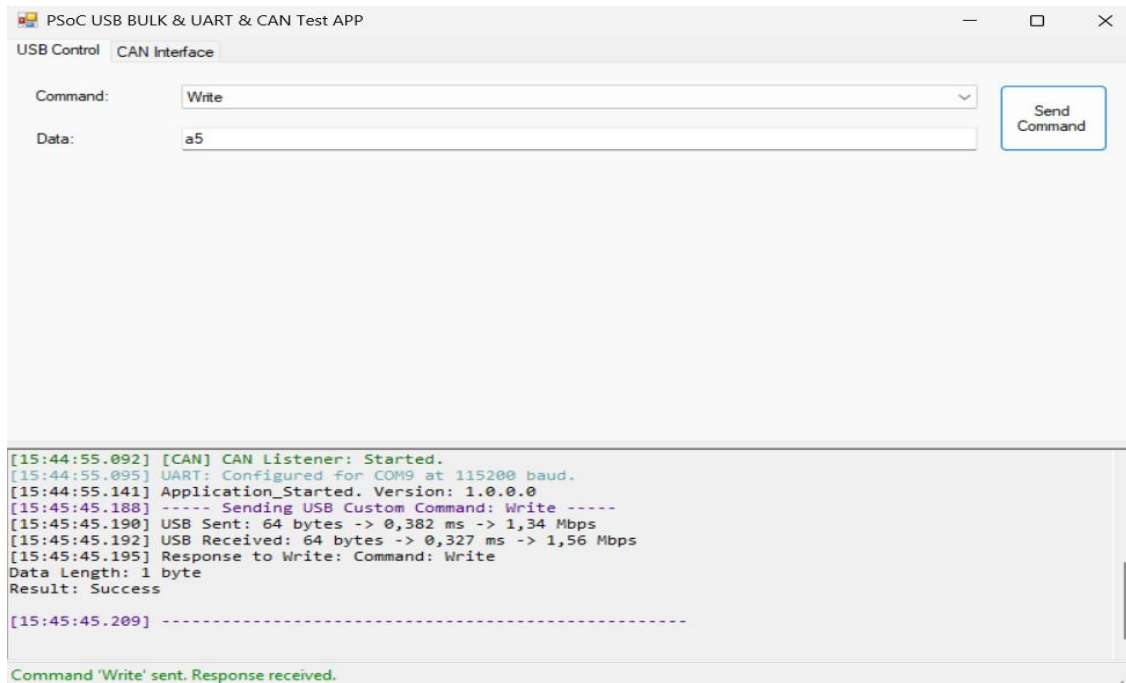 PSoC USB BULK & UART & CAN Test APP
USB Control CAN Interface
Command: Write
Send
Command
Data: a5
[15:44:55.092] [CAN] CAN Listener: Started.
[15:44:55.095] UART: Configured for COM9 at 115200 baud.
[15:44:55.141] Application_Started. Version: 1.0.0.0
[15:45:45.188] ----- Sending USB Custom Command: Write -----
[15:45:45.190] USB Sent: 64 bytes -> 0,382 ms -> 1,34 Mbps
[15:45:45.192] USB Received: 64 bytes -> 0,327 ms -> 1,56 Mbps
[15:45:45.195] Response to Write: Command: Write
Data Length: 1 byte
Result: Success
[15:45:45.209] ----------------------------------------------------
Command 'Write' sent. Response received.